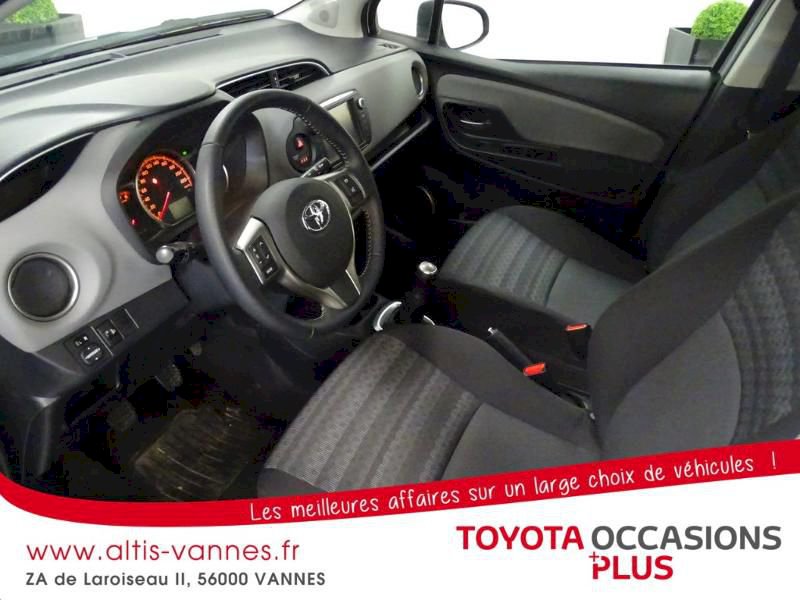 Les meilleures affaires sur un large choix de véhicules !
www.altis-vannes.fr
ZA de Laroiseau II, 56000 VANNES
TOYOTA OCCASIONS
+PLUS